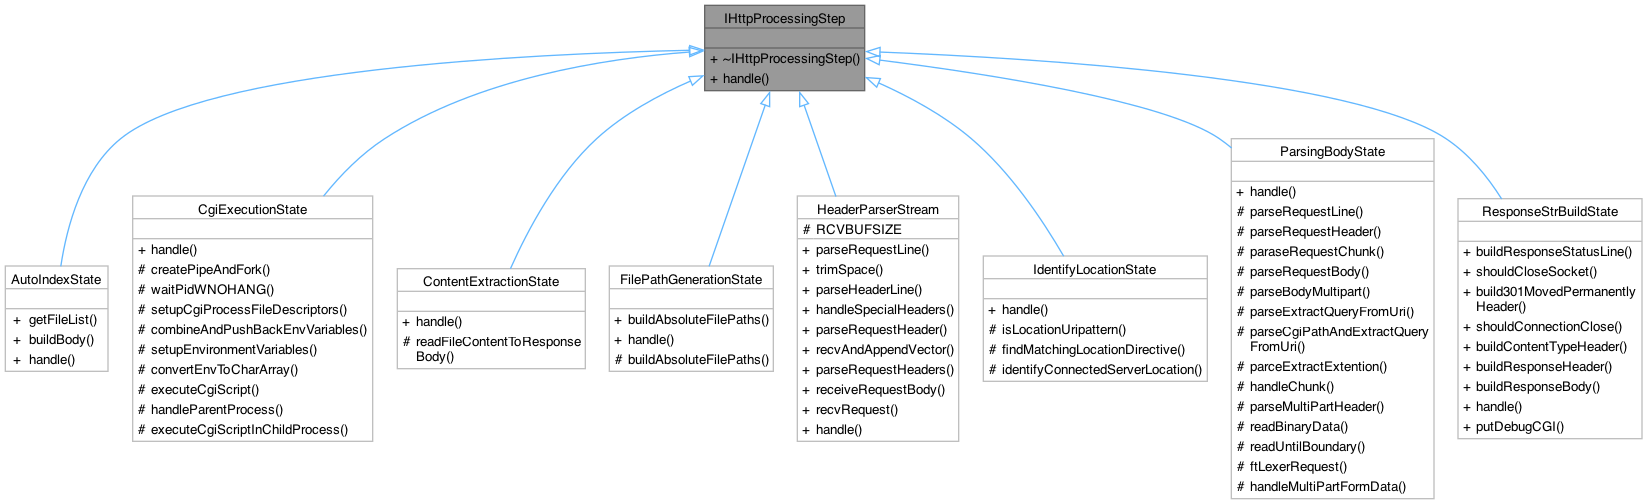 IHttpProcessingStep
+ ~IHttpProcessingStep()
+ handle()
AutoIndexState
+ getFileList()
+ buildBody()
+ handle()
CgiExecutionState
+ handle()
# createPipeAndFork()
# waitPidWNOHANG()
# setupCgiProcessFileDescriptors()
# combineAndPushBackEnvVariables()
# setupEnvironmentVariables()
# convertEnvToCharArray()
# executeCgiScript()
# handleParentProcess()
# executeCgiScriptInChildProcess()
ContentExtractionState
+ handle()
# readFileContentToResponse
Body()
FilePathGenerationState
+ buildAbsoluteFilePaths()
+ handle()
# buildAbsoluteFilePaths()
HeaderParserStream
# RCVBUFSIZE
+ parseRequestLine()
+ trimSpace()
+ parseHeaderLine()
+ handleSpecialHeaders()
+ parseRequestHeader()
+ recvAndAppendVector()
+ parseRequestHeaders()
+ receiveRequestBody()
+ recvRequest()
+ handle()
IdentifyLocationState
+ handle()
# isLocationUripattern()
# findMatchingLocationDirective()
# identifyConnectedServerLocation()
ParsingBodyState
+ handle()
# parseRequestLine()
# parseRequestHeader()
# paraseRequestChunk()
# parseRequestBody()
# parseBodyMultipart()
# parseExtractQueryFromUri()
# parseCgiPathAndExtractQuery
FromUri()
# parceExtractExtention()
# handleChunk()
# parseMultiPartHeader()
# readBinaryData()
# readUntilBoundary()
# ftLexerRequest()
# handleMultiPartFormData()
ResponseStrBuildState
+ buildResponseStatusLine()
+ shouldCloseSocket()
+ build301MovedPermanently
Header()
+ shouldConnectionClose()
+ buildContentTypeHeader()
+ buildResponseHeader()
+ buildResponseBody()
+ handle()
+ putDebugCGI()